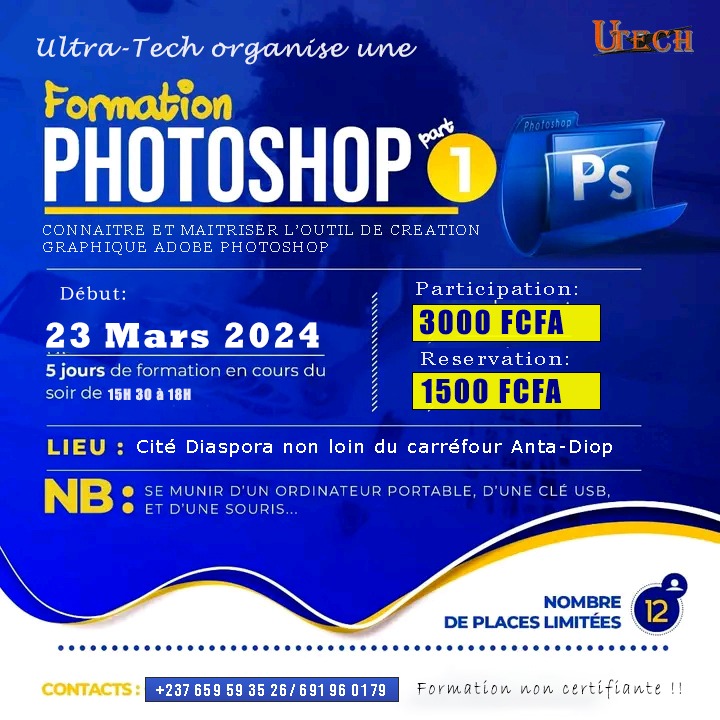 Ultra-Tech organise une
UTECH
Formation
PHOTOSHOP part 1
Photoshop
Ps
CONNAITRE ET MAITRISER L'OUTIL DE CREATION
GRAPHIQUE ADOBE PHOTOSHOP
Début:
23 Mars 2024
5 jours de formation en cours du
soir de 15H 30 à 18H
Participation:
3000 FCFA
Reservation:
1500 FCFA
LIEU : Cité Diaspora non loin du carréfour Anta-Diop
NB : SE MUNIR D'UN ORDINATEUR PORTABLE, D'UNE CLÉ USB,
ET D'UNE SOURIS...
NOMBRE
DE PLACES LIMITÉES
12
CONTACTS : +237 659 59 35 26 / 691 96 0179
Formation non certifiante !!